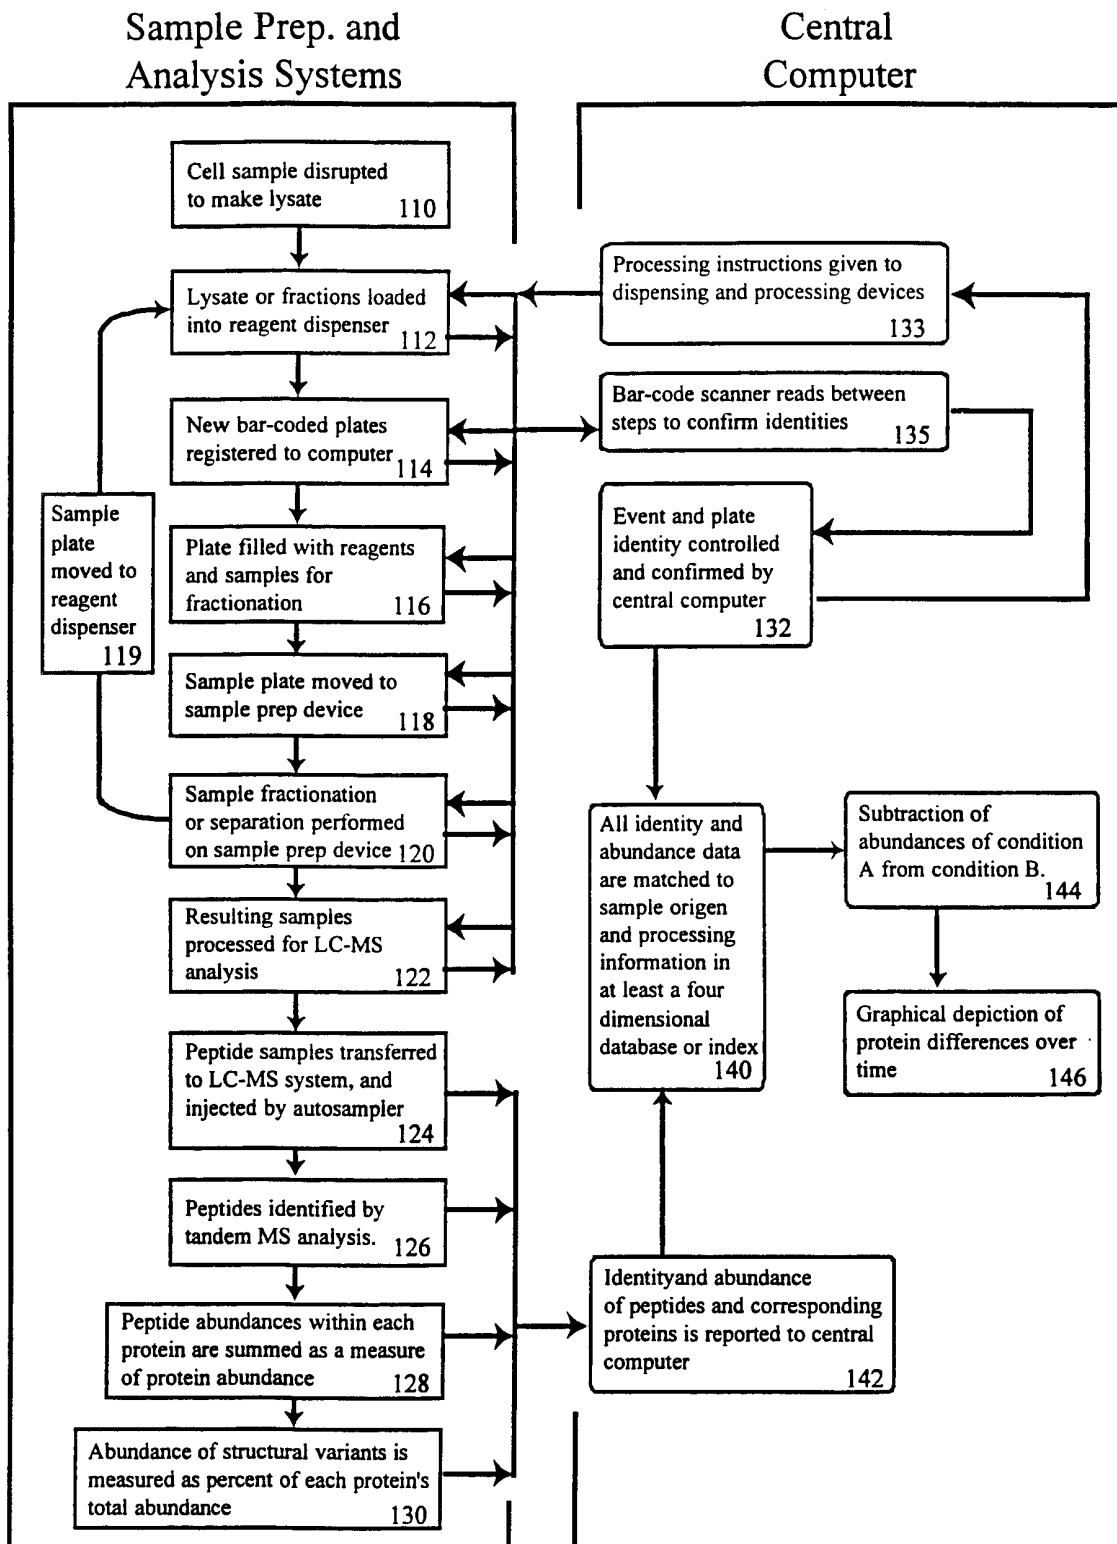 Sample Prep. and
Analysis Systems
Central
Computer
Cell sample disrupted
to make lysate
110
Lysate or fractions loaded
into reagent dispenser
112
New bar-coded plates
registered to computer
114
Plate filled with reagents
and samples for
fractionation
116
Sample plate moved to
sample prep device
118
Sample
plate
moved to
reagent
dispenser
119
Sample fractionation
or separation performed
on sample prep device 120
Resulting samples
processed for LC-MS
analysis
122
Peptide samples transferred
to LC-MS system, and
injected by autosampler
124
Peptides identified by
tandem MS analysis.
126
Peptide abundances within each
protein are summed as a measure
of protein abundance
128
Abundance of structural variants is
measured as percent of each protein's
total abundance
130
Processing instructions given to
dispensing and processing devices
133
Bar-code scanner reads between
steps to confirm identities
135
Event and plate
identity controlled
and confirmed by
central computer
132
All identity and
abundance data
are matched to
sample origen
and processing
information in
at least a four
dimensional
database or index
140
Subtraction of
abundances of condition
A from condition B.
144
Graphical depiction of
protein differences over
time
146
Identityand abundance
of peptides and corresponding
proteins is reported to central
computer
142